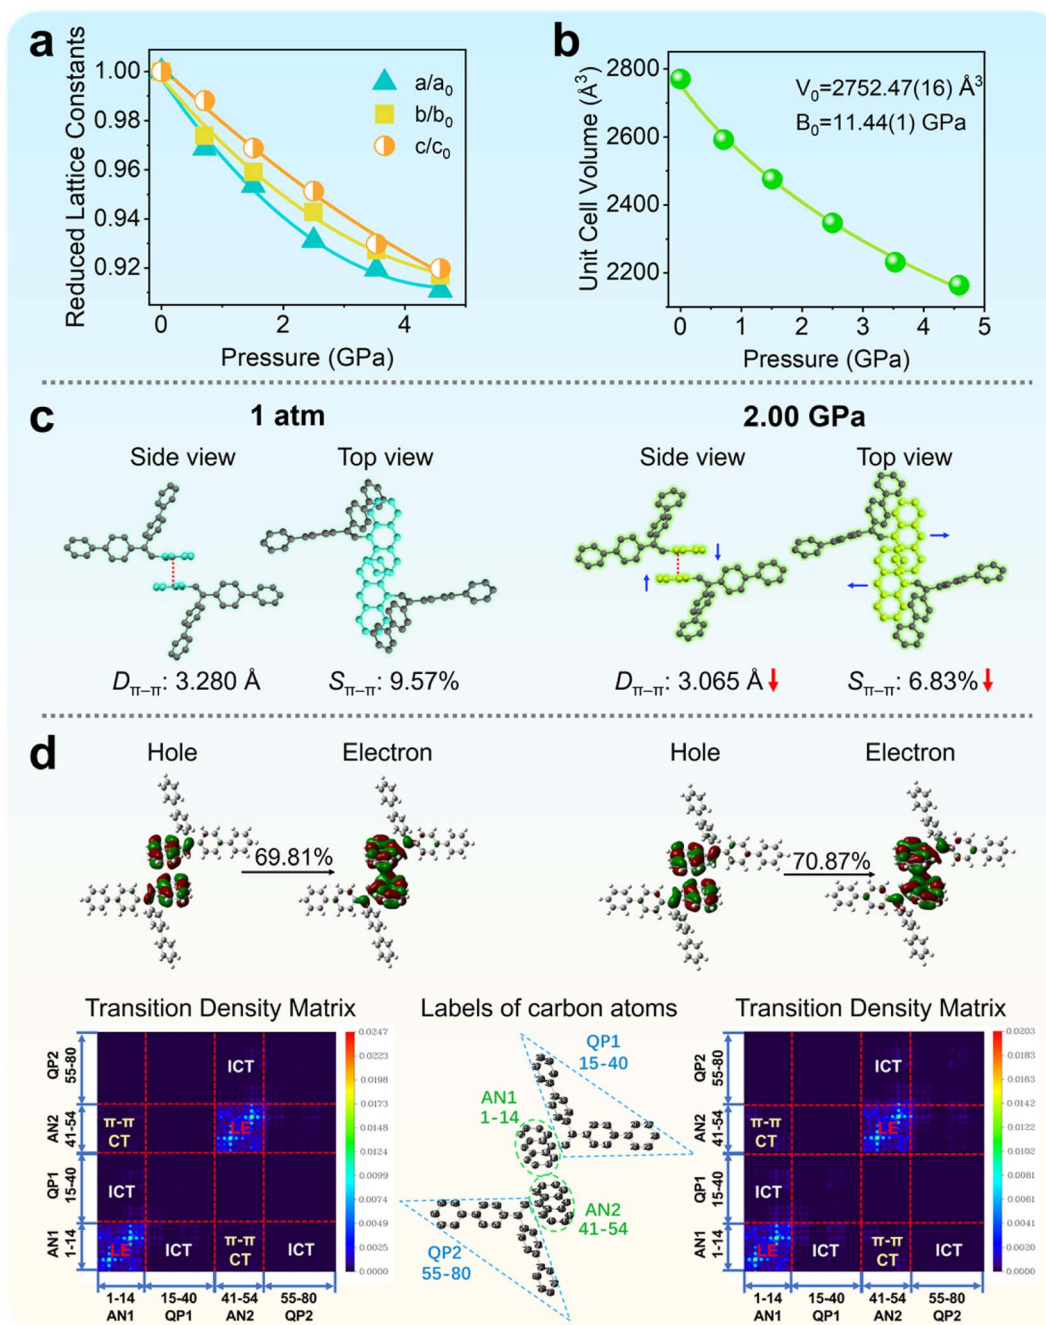 a
b
1.00
0.98
0.96
0.94
0.92
Reduced Lattice Constants
a/a₀
b/b₀
c/c₀
0
2
4
Pressure (GPa)
2800
2600
2400
2200
Unit Cell Volume (Å³)
V₀=2752.47(16) Å³
B₀=11.44(1) GPa
0 1 2 3 4 5
Pressure (GPa)
c
1 atm
2.00 GPa
Side view
Top view
Side view
Top view
Dπ–π: 3.280 Å
Sπ–π: 9.57%
Dπ–π: 3.065 Å
Sπ–π: 6.83%
d
Hole
Electron
Hole
Electron
69.81%
70.87%
Transition Density Matrix
Labels of carbon atoms
Transition Density Matrix
QP2
55-80
AN2
41-54
QP1
15-40
AN1
1-14
ICT
π-π
CT
LE
ICT
LE
ICT
π-π
CT
ICT
1-14
AN1
15-40
QP1
41-54
AN2
55-80
QP2
0.0247
0.0223
0.0198
0.0173
0.0149
0.0124
0.0099
0.0074
0.0049
0.0025
0.0000
QP1
15-40
AN1
1-14
AN2
41-54
QP2
55-80
QP2
55-80
AN2
41-54
QP1
15-40
AN1
1-14
ICT
π-π
CT
LE
ICT
LE
ICT
π-π
CT
ICT
1-14
AN1
15-40
QP1
41-54
AN2
55-80
QP2
0.0203
0.0183
0.0163
0.0142
0.0122
0.0102
0.0081
0.0061
0.0041
0.0020
0.0000